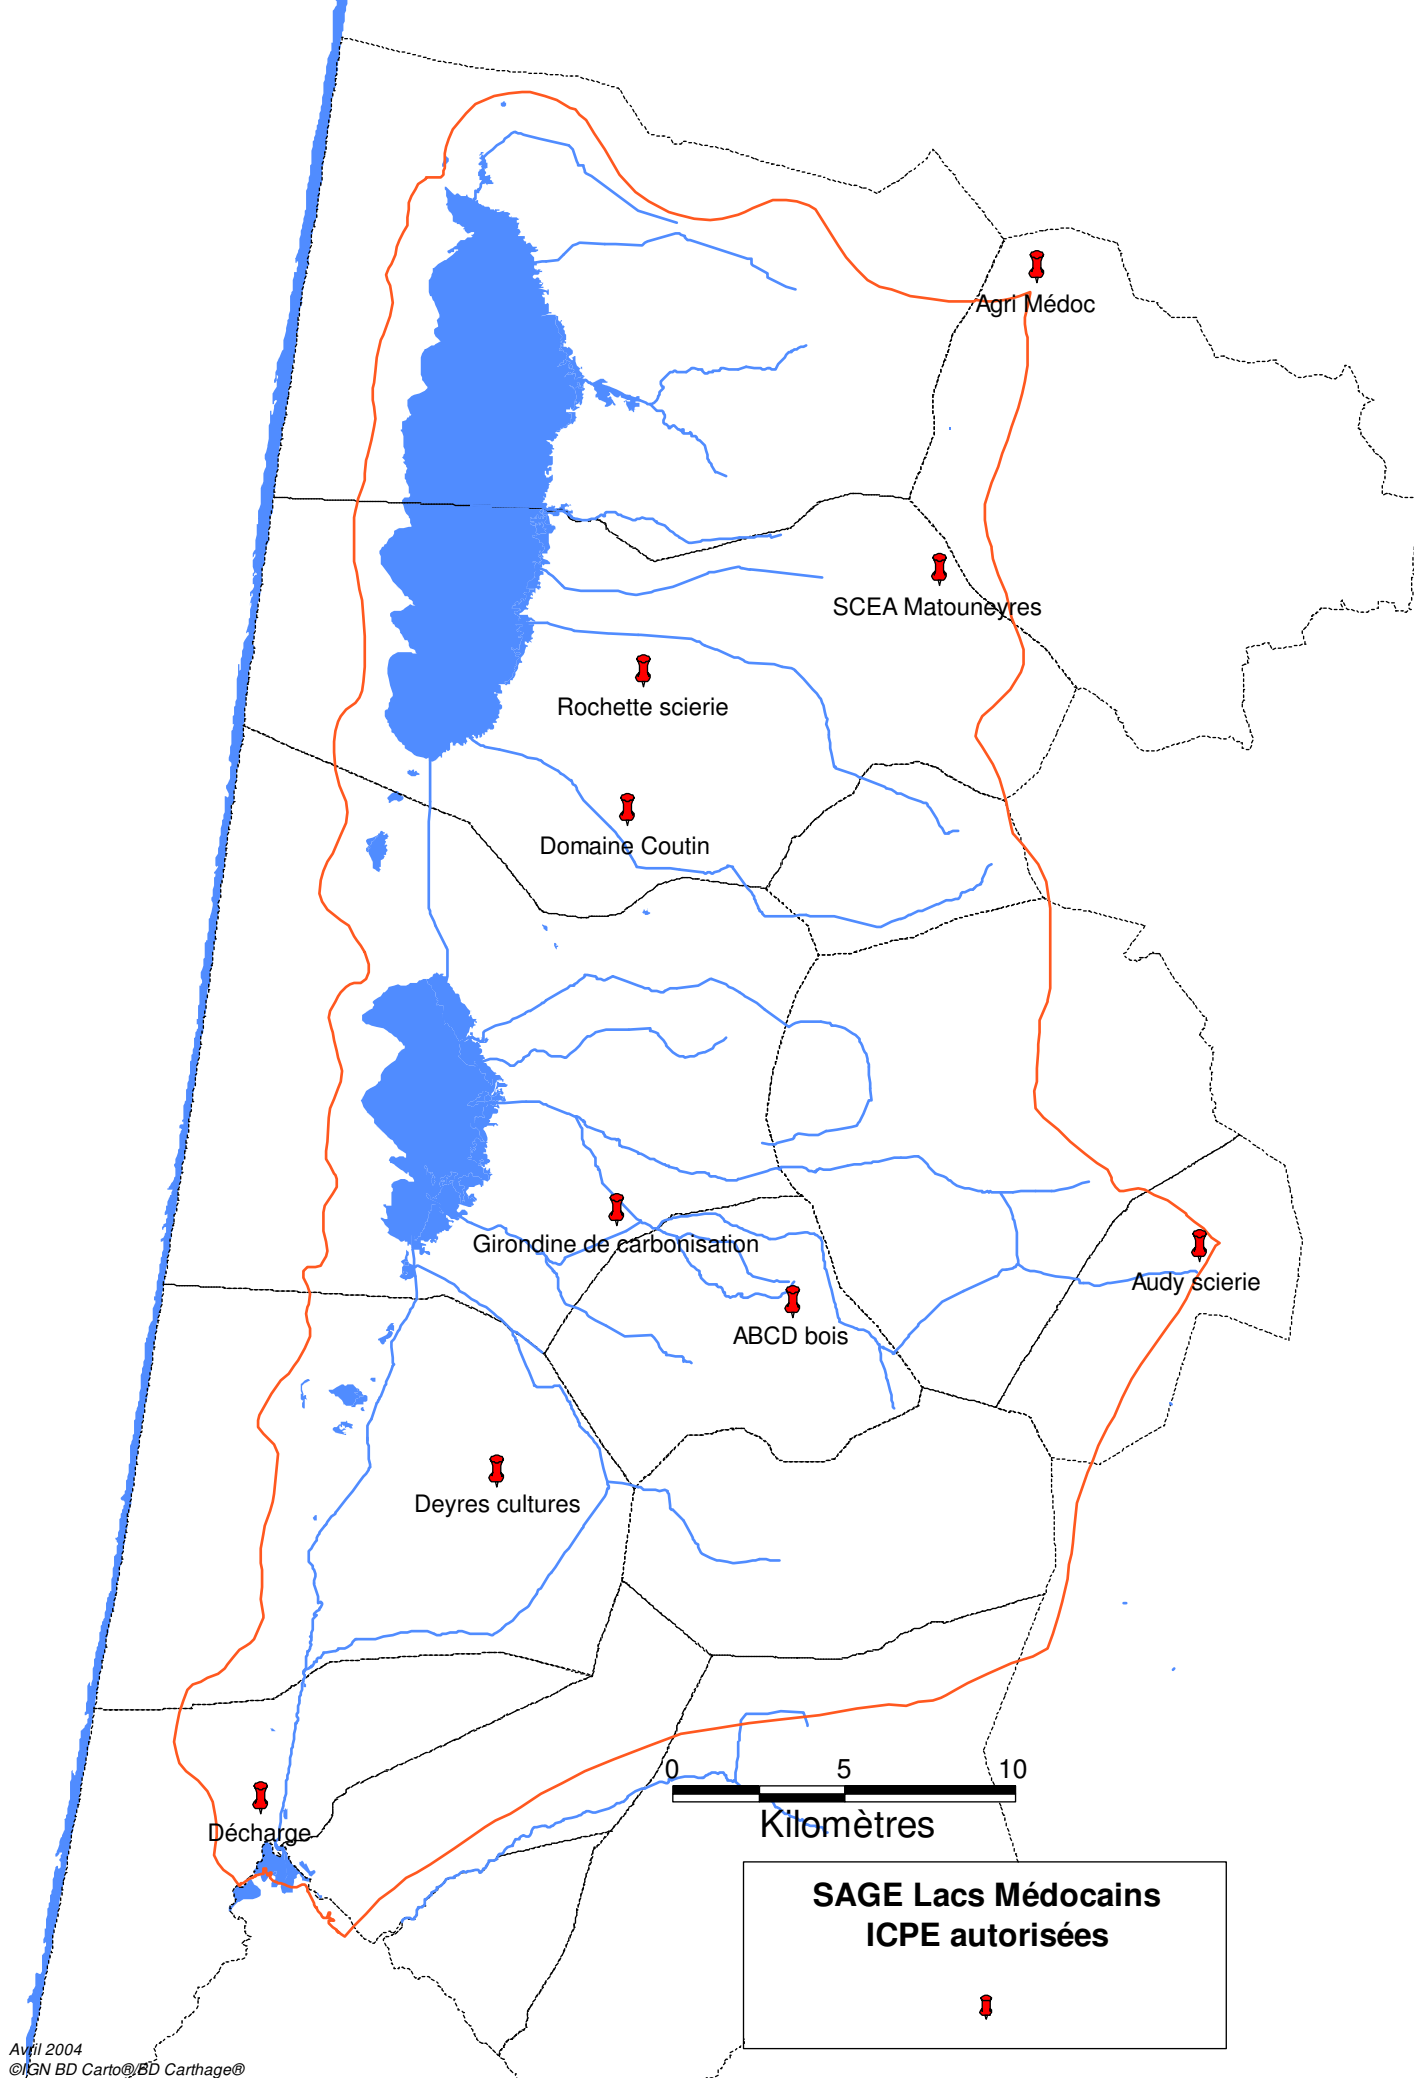 Agri Médoc
SCEA Matouneyres
Rochette scierie
Domaine Coutin
Girondine de carbonisation
Audy scierie
ABCD bois
Deyres cultures
0 5 10
Kilomètres
Décharge
SAGE Lacs Médocains
ICPE autorisées
Avril 2004
©IGN BD Carto®/BD Carthage®